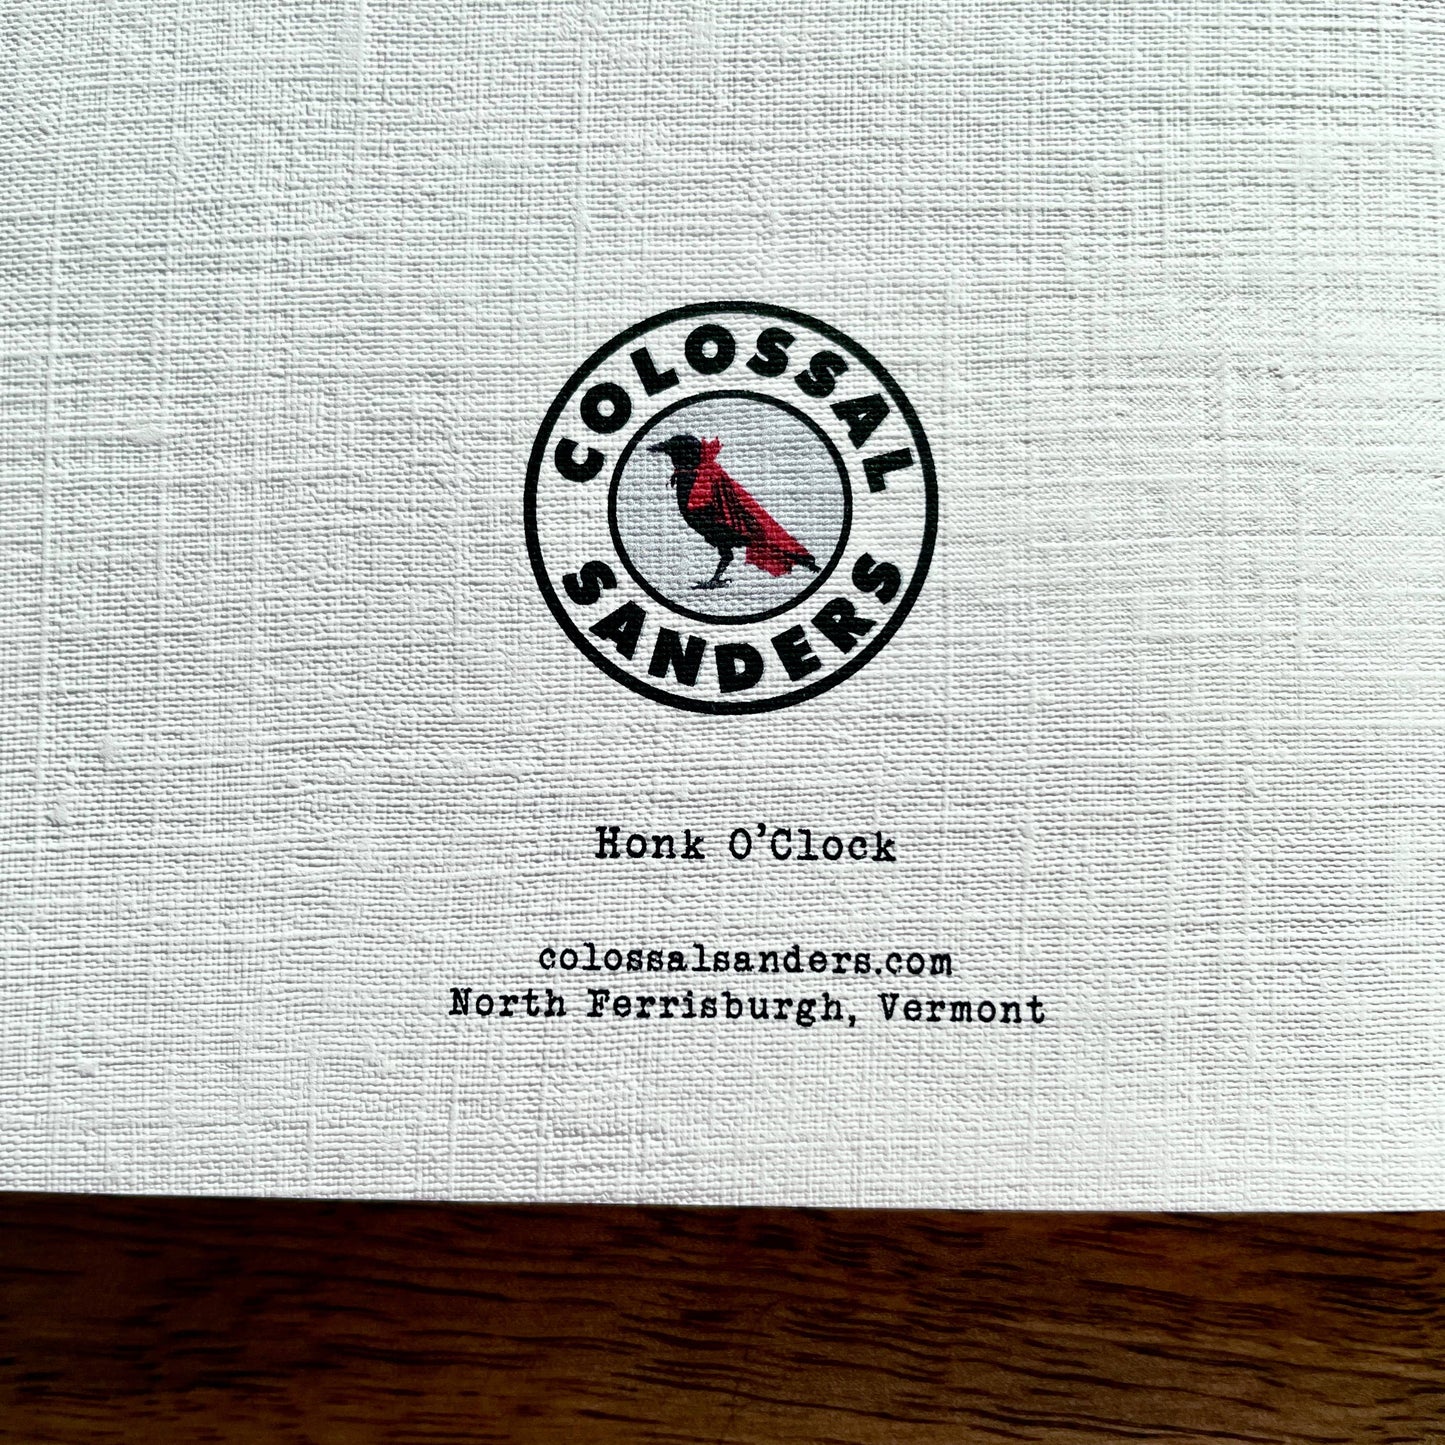 COLOSSAL
SANDERS
Honk O’Clock
colossalsanders.com
North Ferrisburgh, Vermont